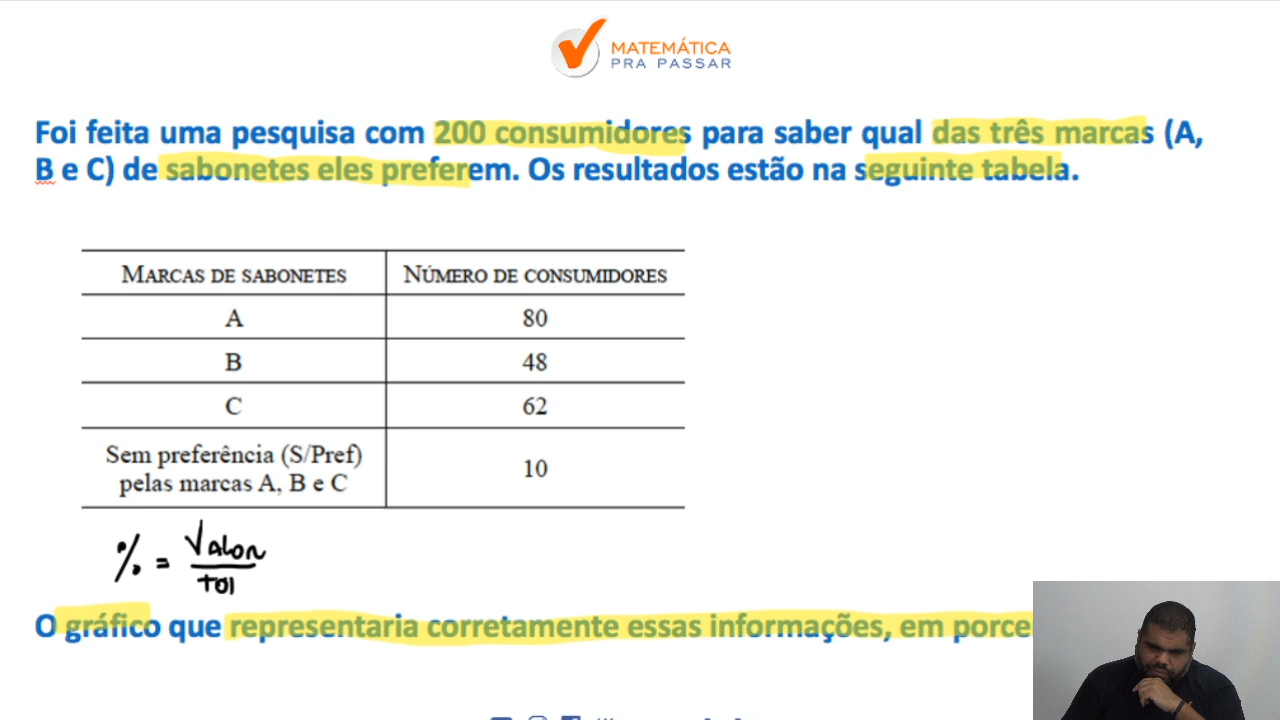 MATEMÁTICA
PRA PASSAR
Foi feita uma pesquisa com 200 consumidores para saber qual das três marcas (A,
B e C) de sabonetes eles preferem. Os resultados estão na seguinte tabela.
MARCAS DE SABONETES NÚMERO DE CONSUMIDORES
A 80
B 48
C 62
Sem preferência (S/Pref)
pelas marcas A, B e C 10
% = Valor
O gráfico que representaria corretamente essas informações, em